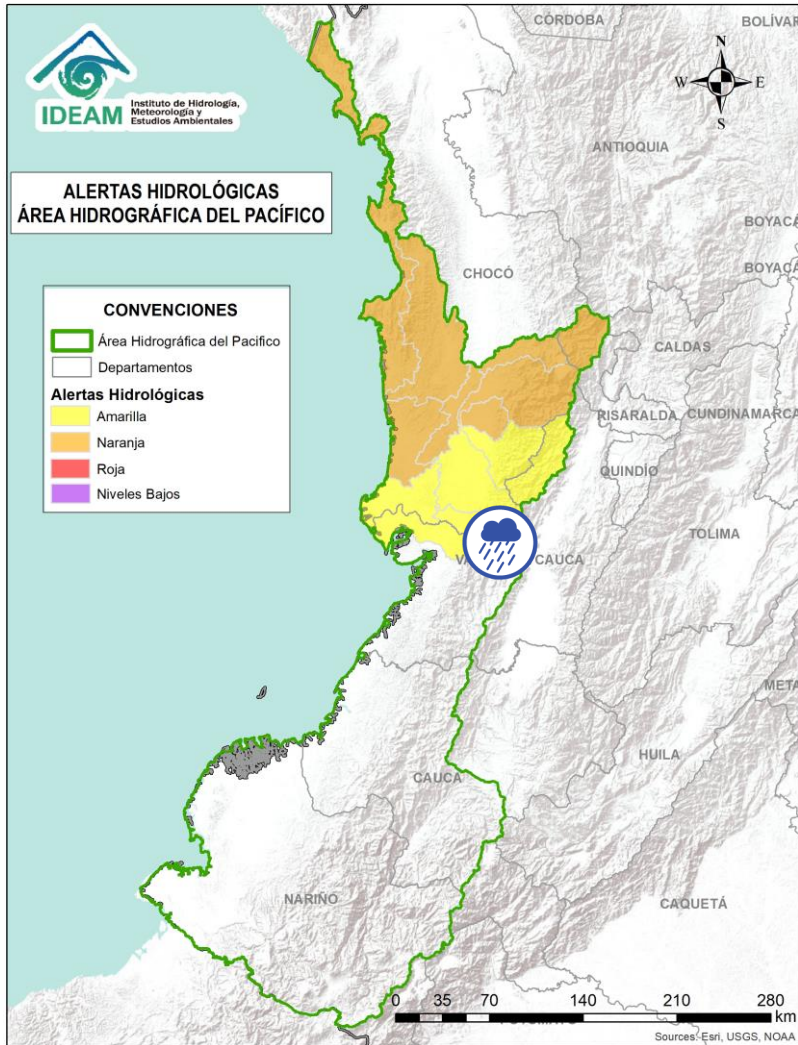 IDEAM
Instituto de Hidrología,
Meteorología y
Estudios Ambientales
ALERTAS HIDROLÓGICAS
ÁREA HIDROGRÁFICA DEL PACÍFICO
CONVENCIONES
Área Hidrográfica del Pacifico
Departamentos
Alertas Hidrológicas
Amarilla
Naranja
Roja
Niveles Bajos
N
W E
S
CÓRDOBA
BOLÍVAR
ANTIOQUIA
BOYACÁ
CHOCÓ
BOYACÁ
CALDAS
RISARALDA
CUNDINAMARCA
QUINDÍO
TOLIMA
CAUCA
META
HUILA
CAUCA
NARIÑO
CAQUETÁ
0 35 70 140 210 280
km
Sources: Esri, USGS, NOAA